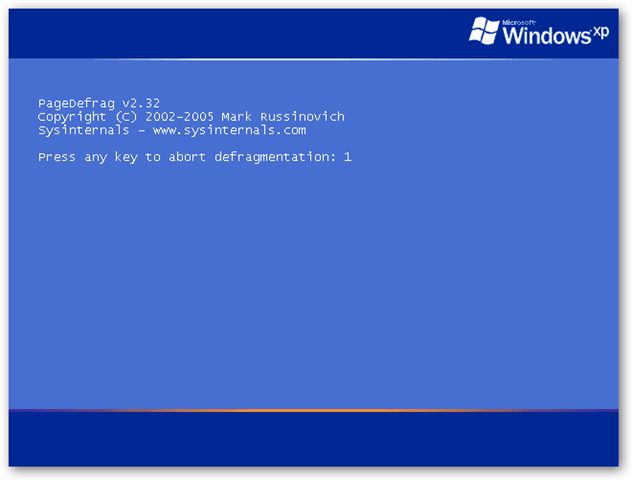 Microsoft®
Windows xp
PageDefrag v2.32
Copyright (C) 2002-2005 Mark Russinovich
Sysinternals - www.sysinternals.com
Press any key to abort defragmentation: 1